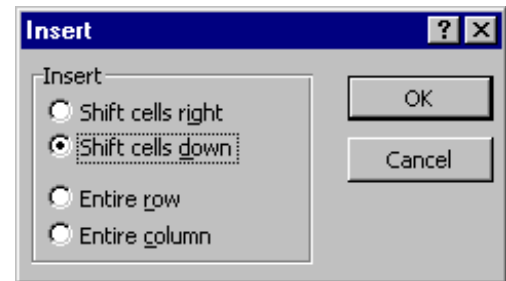 Insert
Insert
Shift cells right
Shift cells down
Entire row
Entire column
OK
Cancel